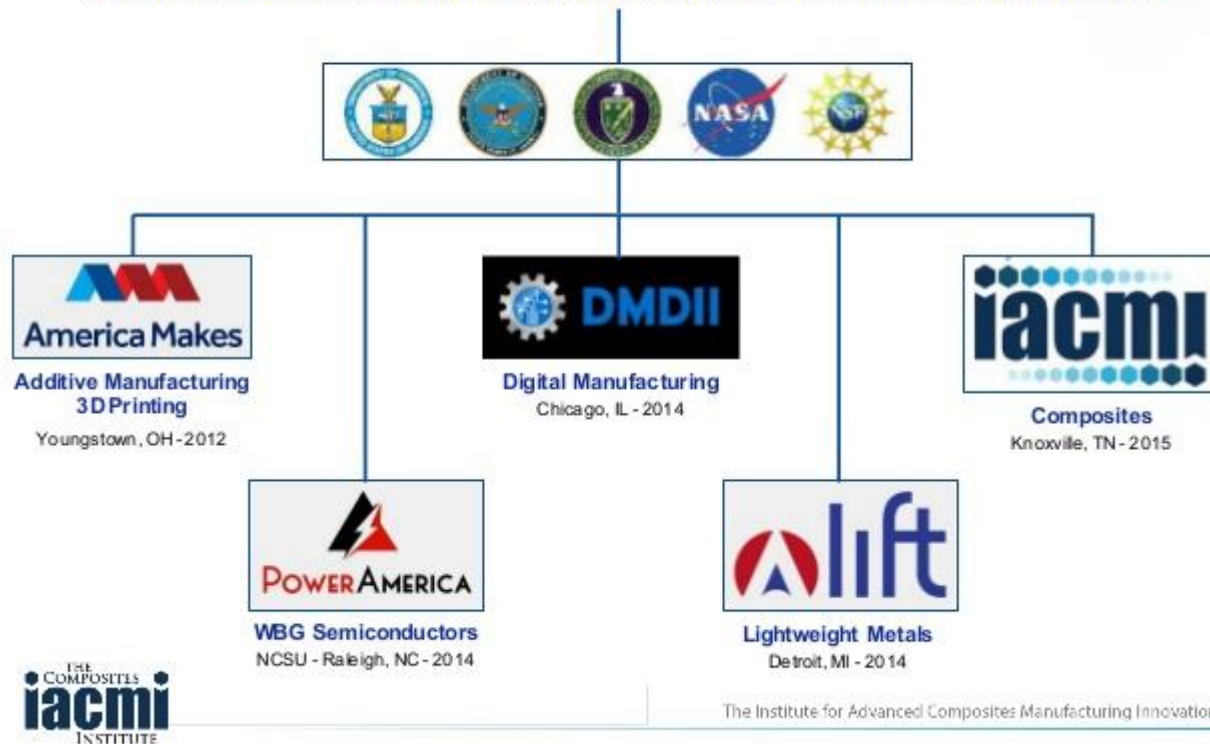 NASA
NSF
America Makes
Additive Manufacturing
3D Printing
Youngstown, OH - 2012
DMDII
Digital Manufacturing
Chicago, IL - 2014
iacmi
Composites
Knoxville, TN - 2015
POWERAMERICA
WBG Semiconductors
NCSU - Raleigh, NC - 2014
lift
Lightweight Metals
Detroit, MI - 2014
THE
COMPOSITES
iacmi
INSTITUTE
The Institute for Advanced Composites Manufacturing Innovation